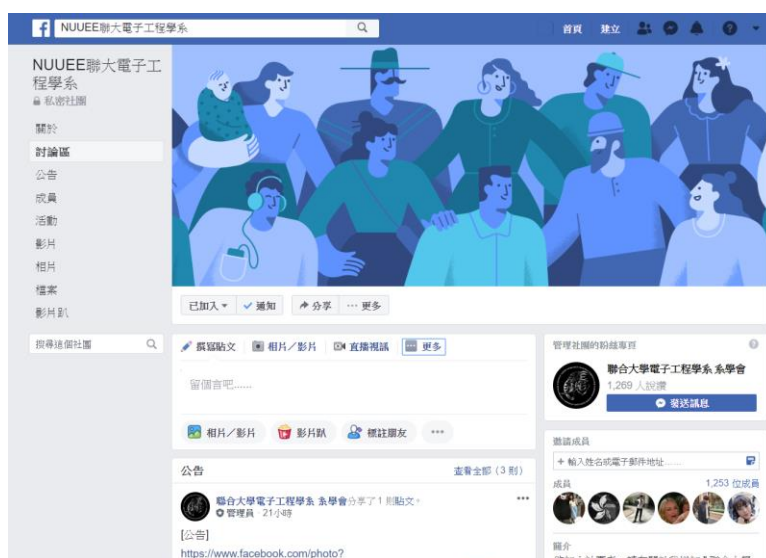 NUUEE聯大電子工程學系
首頁 建立
NUUEE聯大電子工
程學系
私密社團
關於
討論區
公告
成員
活動
影片
相片
檔案
影片趴
搜尋這個社團
已加入 通知 分享 ... 更多
撰寫貼文 相片／影片 直播視訊 更多
留個言吧......
相片／影片 影片趴 標註朋友 ...
公告 查看全部（3 則）
聯合大學電子工程學系 系學會分享了 1 則貼文。
管理員 · 21小時
[公告]
https://www.facebook.com/photo?
管理社團的粉絲專頁
聯合大學電子工程學系 系學會
1,269 人說讚
發送訊息
邀請成員
+ 輸入姓名或電子郵件地址......
成員 1,253 位成員
簡介